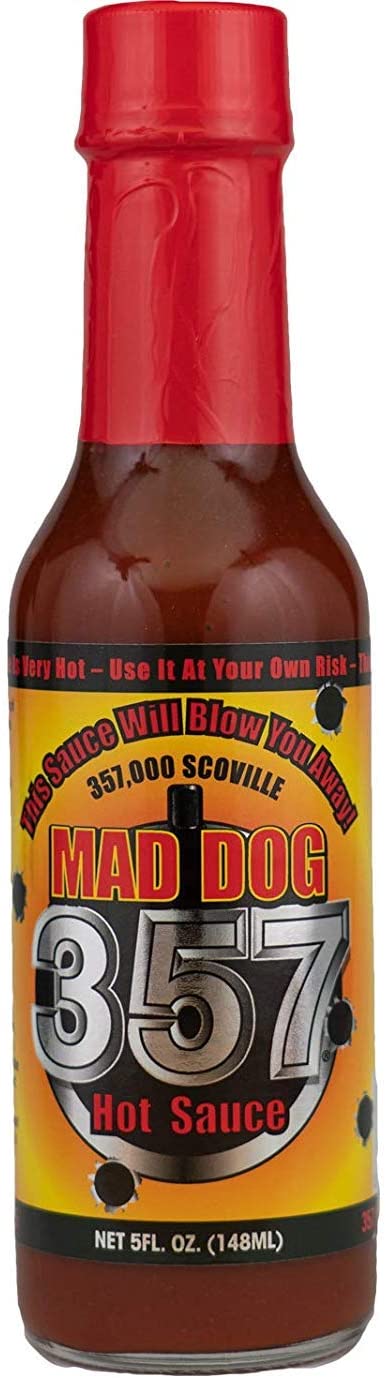 is Very Hot – Use It At Your Own Risk –
This Sauce Will Blow You Away!
357,000 SCOVILLE
MAD DOG
357®
Hot Sauce
NET 5FL. OZ. (148ML)